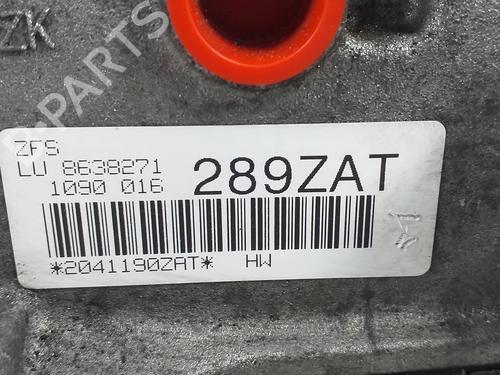 ZK
B-PARTS
ZFS
LU 8638271
1090 016
289ZAT
*2041190ZAT* HW